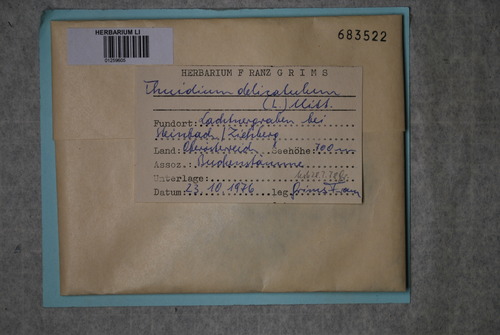 HERBARIUM LI
683522
HERBARIUM FRANZ GRIMS
Thuidium delicatulum
(L.) Mitt.
Fundort: bei
Steinbach/Ziehberg
Land: Oberösterreich Seehöhe: 700 m
Assoz.: Buchenstämme
Unterlage:
Datum: 23.10.1976 leg. Grims Franz